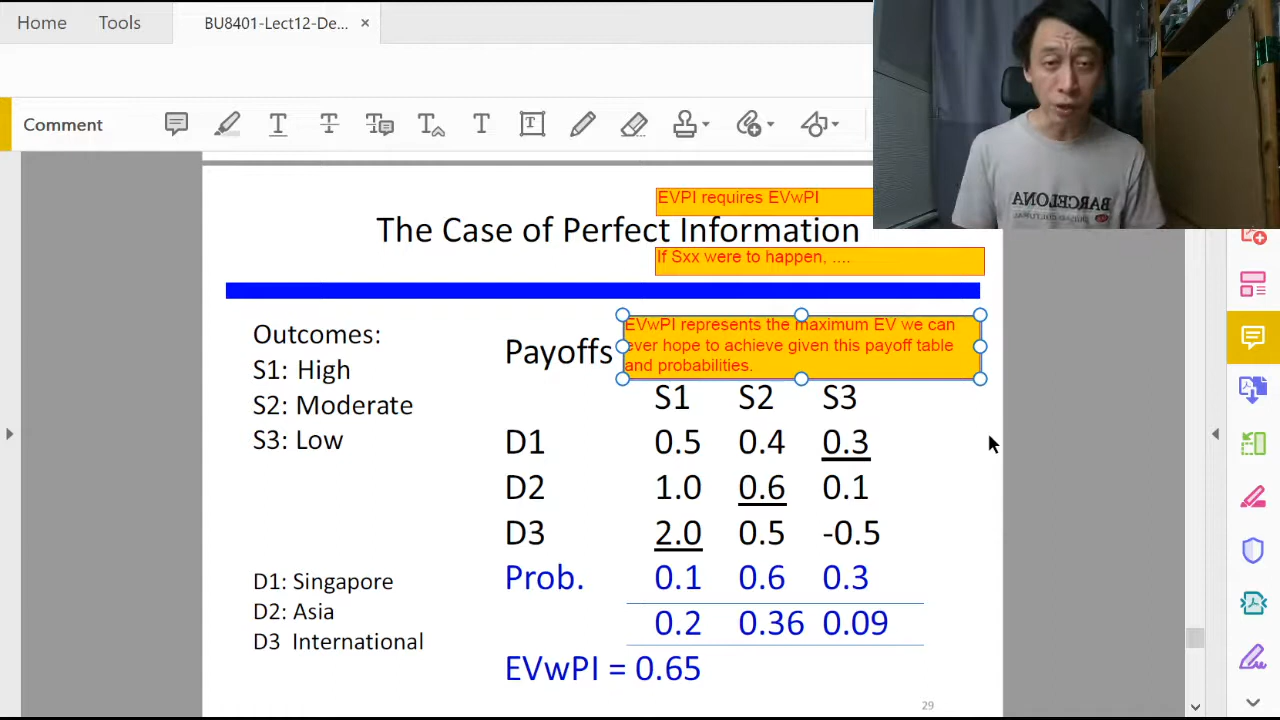 Home Tools BU8401-Lect12-De... ×
Comment
EVPI requires EVwPI
The Case of Perfect Information
If Sxx were to happen, ....
EVwPI represents the maximum EV we can
ever hope to achieve given this payoff table
and probabilities.
Outcomes:
S1: High
S2: Moderate
S3: Low
D1: Singapore
D2: Asia
D3 International
Payoffs
S1 S2 S3
D1 0.5 0.4 0.3
D2 1.0 0.6 0.1
D3 2.0 0.5 -0.5
Prob. 0.1 0.6 0.3
0.2 0.36 0.09
EVwPI = 0.65
29
BARCELONA